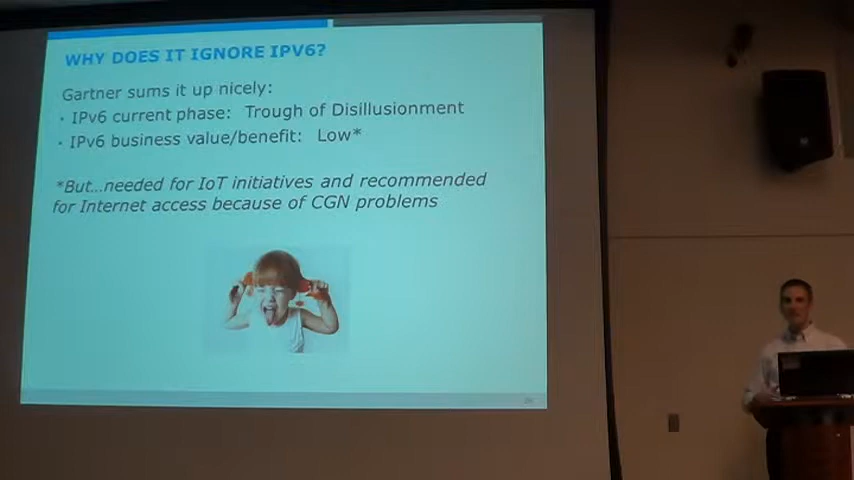 WHY DOES IT IGNORE IPV6?
Gartner sums it up nicely:
• IPv6 current phase: Trough of Disillusionment
• IPv6 business value/benefit: Low*
*But...needed for IoT initiatives and recommended
for Internet access because of CGN problems